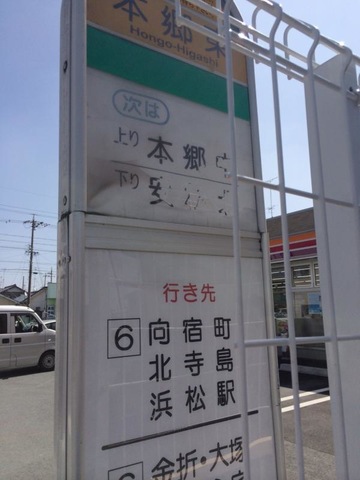 本郷東
Hongo-Higashi
次は
上り 本郷
下り
行き先
6 向宿町
北寺島
浜松駅
6 金折・大塚